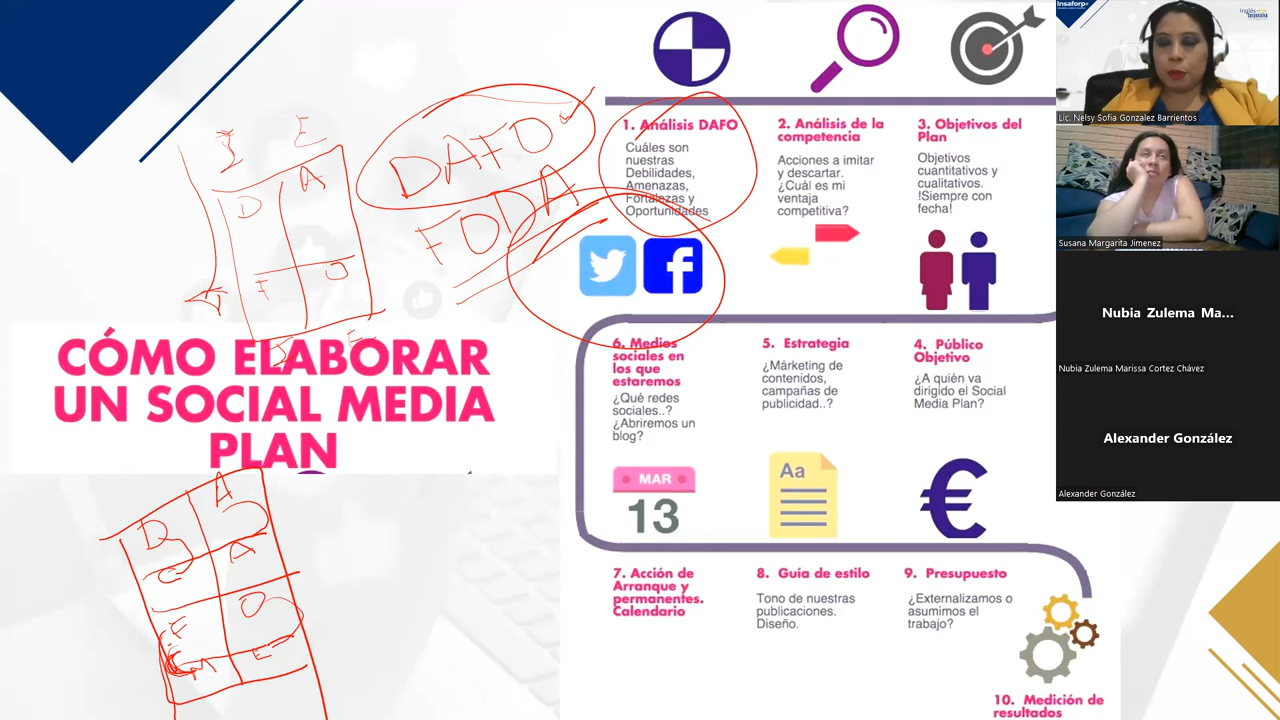 Insaforp
Inglés
Lic. Nelsy Sofia Gonzalez Barrientos
Susana Margarita Jimenez
Nubia Zulema Ma...
Nubia Zulema Marissa Cortez Chávez
Alexander González
Alexander González
I E
D A
F O
DAFO
FODA
CÓMO ELABORAR
UN SOCIAL MEDIA
PLAN
1. Análisis DAFO
Cuáles son
nuestras
Debilidades,
Amenazas,
Fortalezas y
Oportunidades
2. Análisis de la
competencia
Acciones a imitar
y descartar.
¿Cuál es mi
ventaja
competitiva?
3. Objetivos del
Plan
Objetivos
cuantitativos y
cualitativos.
!Siempre con
fecha!
6. Medios
sociales en
los que
estaremos
¿Qué redes
sociales..?
¿Abriremos un
blog?
5. Estrategia
¿Márketing de
contenidos,
campañas de
publicidad..?
4. Público
Objetivo
¿A quién va
dirigido el Social
Media Plan?
MAR
13
Aa
€
7. Acción de
Arranque y
permanentes.
Calendario
8. Guía de estilo
Tono de nuestras
publicaciones.
Diseño.
9. Presupuesto
¿Externalizamos o
asumimos el
trabajo?
10. Medición de
resultados